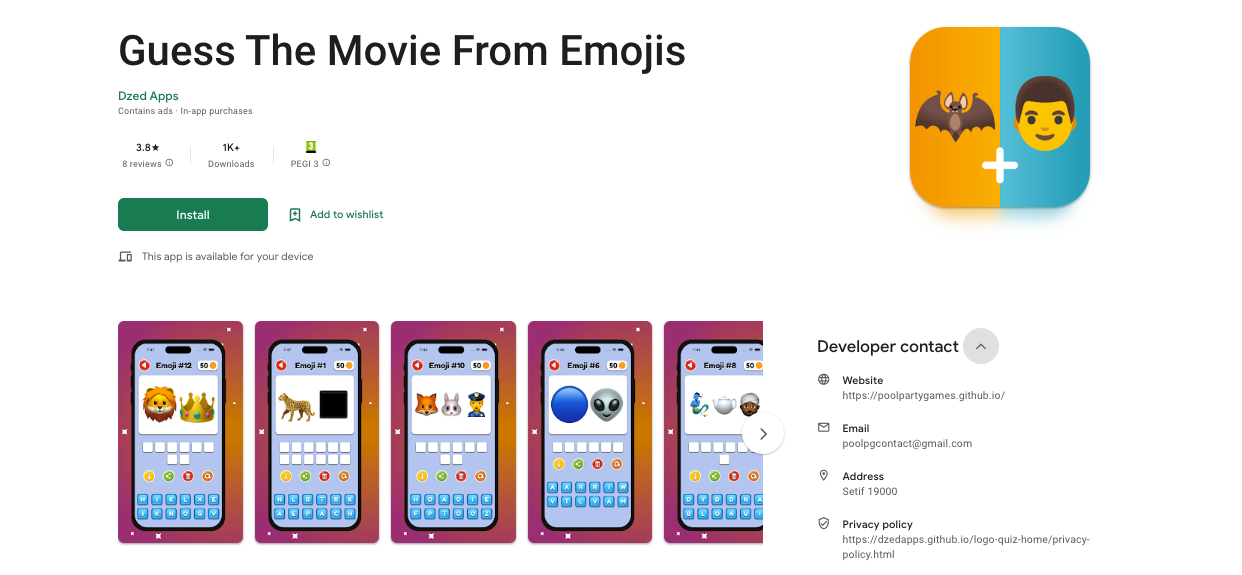 Guess The Movie From Emojis
Dzed Apps
Contains ads · In-app purchases
3.8★
8 reviews
1K+
Downloads
3
PEGI 3
Install
Add to wishlist
This app is available for your device
Emoji #12
50
Emoji #1
50
Emoji #10
50
Emoji #6
50
Emoji #8
50
Developer contact
Website
https://poolpartygames.github.io/
Email
poolpgcontact@gmail.com
Address
Setif 19000
Privacy policy
https://dzedapps.github.io/logo-quiz-home/privacy-
policy.html